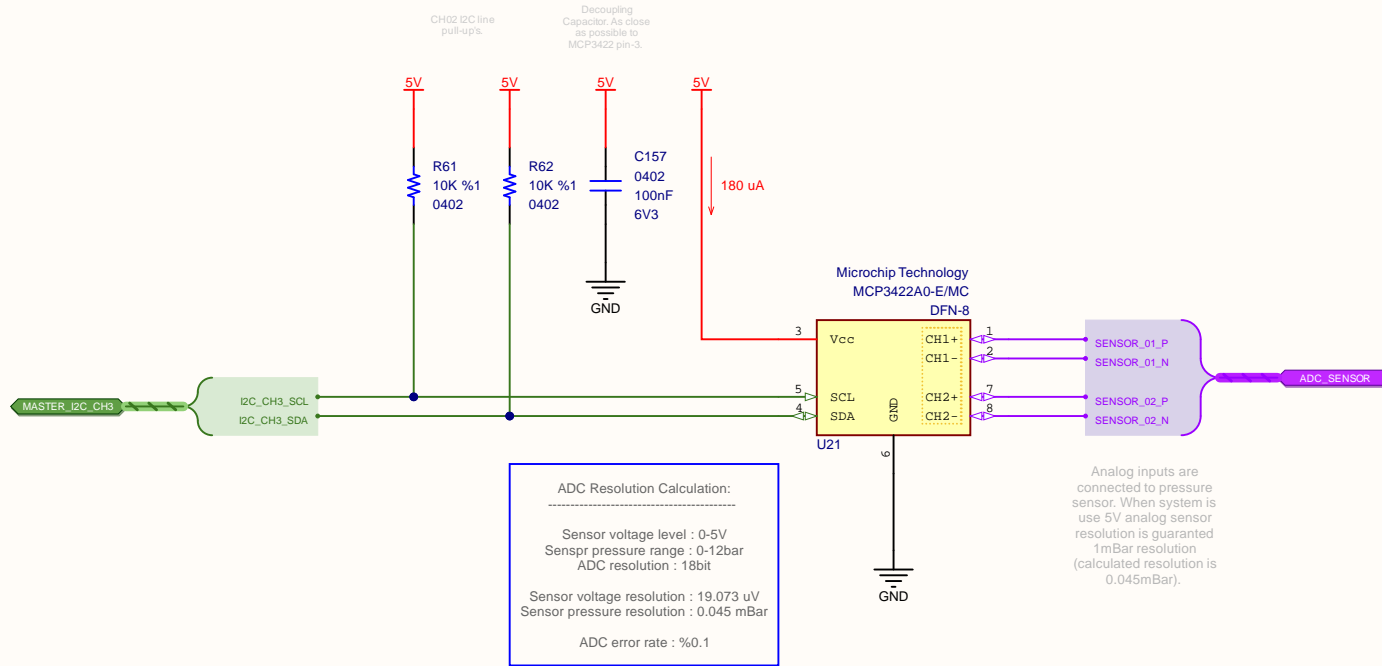 CH02 I2C line
pull-up's.
Decoupling
Capacitor. As close
as possible to
MCP3422 pin-3.
5V
5V
5V
5V
R61
10K %1
0402
R62
10K %1
0402
C157
0402
100nF
6V3
180 uA
GND
Microchip Technology
MCP3422A0-E/MC
DFN-8
3
Vcc
5
SCL
4
SDA
GND
6
CH1+
1
CH1-
2
CH2+
7
CH2-
8
U21
GND
MASTER_I2C_CH3
I2C_CH3_SCL
I2C_CH3_SDA
SENSOR_01_P
SENSOR_01_N
SENSOR_02_P
SENSOR_02_N
ADC_SENSOR
ADC Resolution Calculation:
------------------------------------------
Sensor voltage level : 0-5V
Senspr pressure range : 0-12bar
ADC resolution : 18bit
Sensor voltage resolution : 19.073 uV
Sensor pressure resolution : 0.045 mBar
ADC error rate : %0.1
Analog inputs are
connected to pressure
sensor. When system is
use 5V analog sensor
resolution is guaranted
1mBar resolution
(calculated resolution is
0.045mBar).